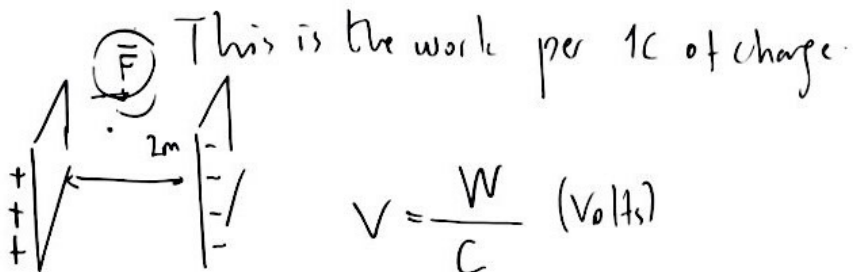 F̅ This is the work per 1C of charge.
2m
+ -
+ -
+ -
-
V = W / C (Volts)